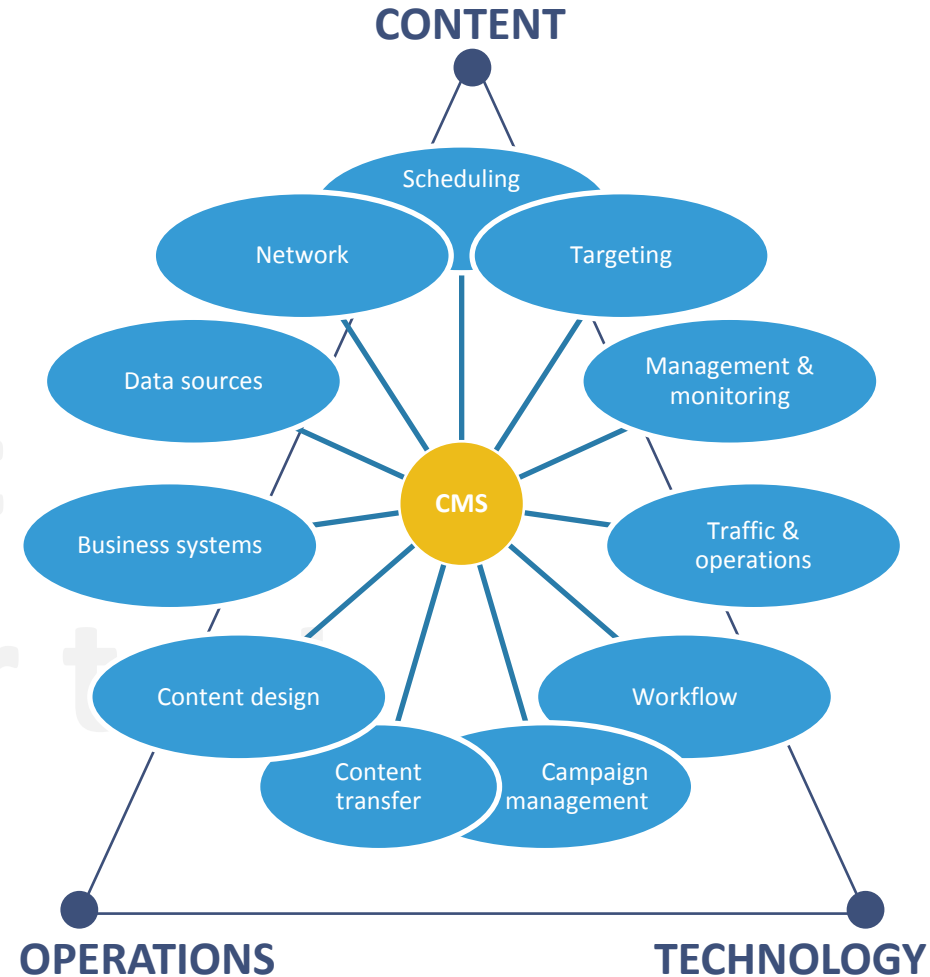 CONTENT
Scheduling
Network
Targeting
Data sources
Management &
monitoring
CMS
Business systems
Traffic &
operations
Content design
Workflow
Content
transfer
Campaign
management
OPERATIONS
TECHNOLOGY